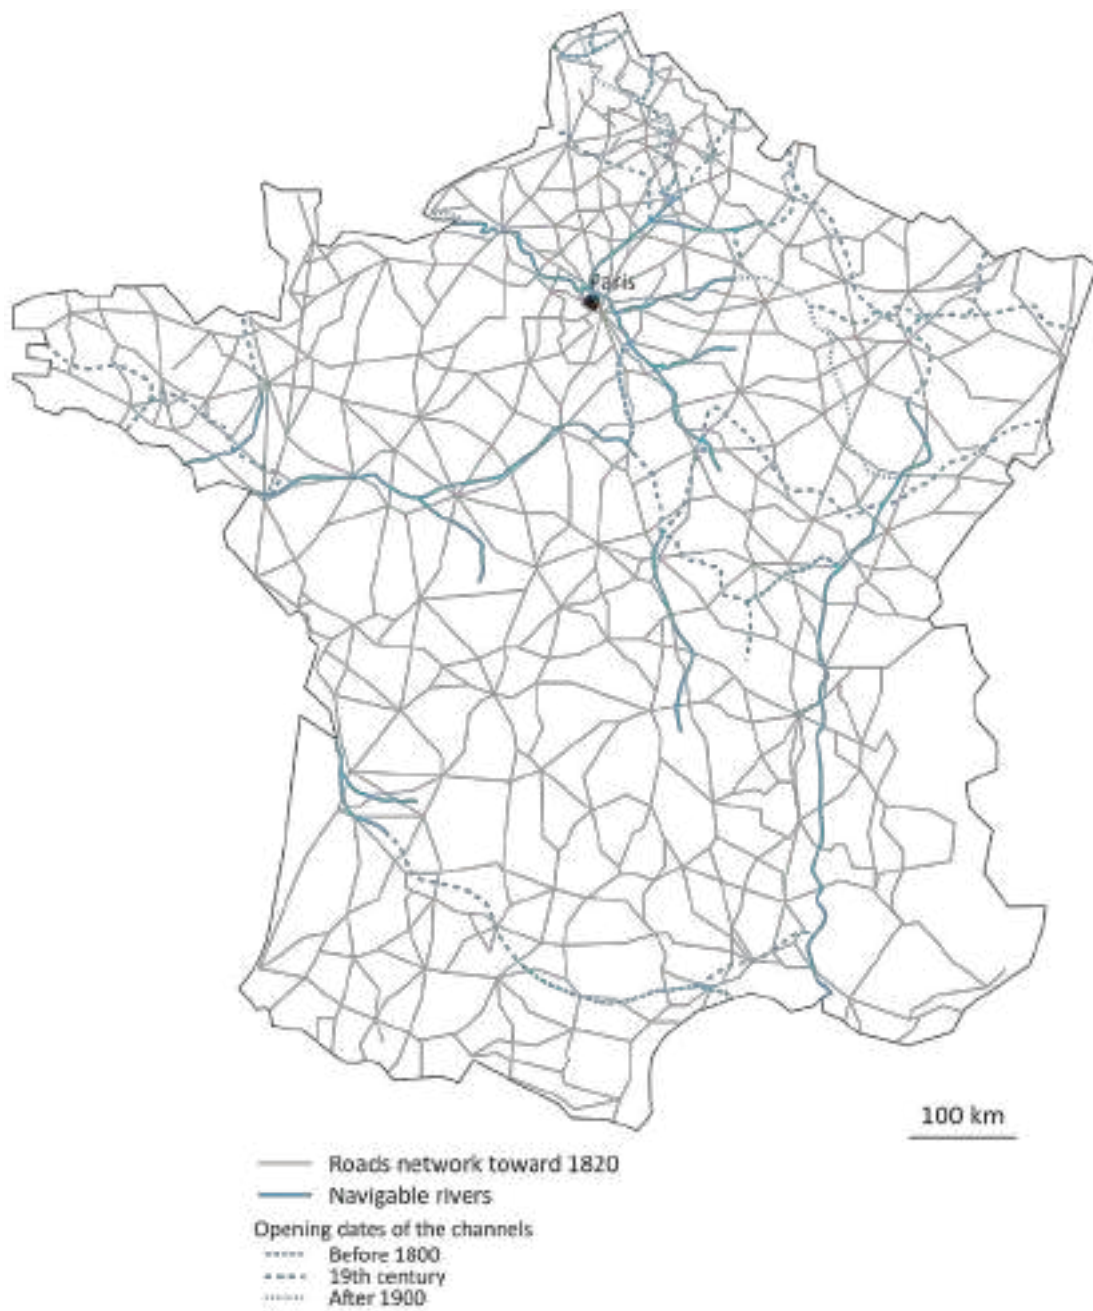 Paris
100 km
Roads network toward 1820
Navigable rivers
Opening dates of the channels
Before 1800
19th century
After 1900